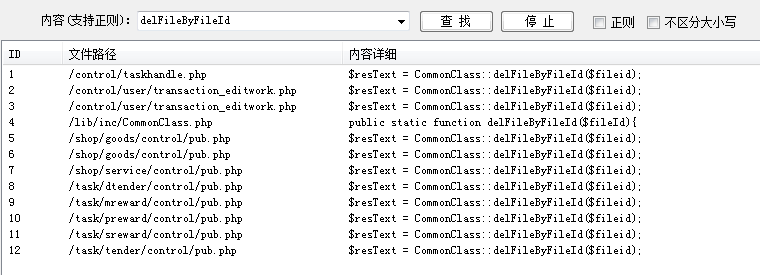 内容(支持正则): delFileByFileId 查 找 停 止 正则 不区分大小写
ID 文件路径 内容详细
1 /control/taskhandle.php $resText = CommonClass::delFileByFileId($fileid);
2 /control/user/transaction_editwork.php $resText = CommonClass::delFileByFileId($fileid);
3 /control/user/transaction_editwork.php $resText = CommonClass::delFileByFileId($fileid);
4 /lib/inc/CommonClass.php public static function delFileByFileId($fileId){
5 /shop/goods/control/pub.php $resText = CommonClass::delFileByFileId($fileid);
6 /shop/goods/control/pub.php $resText = CommonClass::delFileByFileId($fileid);
7 /shop/service/control/pub.php $resText = CommonClass::delFileByFileId($fileid);
8 /task/dtender/control/pub.php $resText = CommonClass::delFileByFileId($fileid);
9 /task/mreward/control/pub.php $resText = CommonClass::delFileByFileId($fileid);
10 /task/preward/control/pub.php $resText = CommonClass::delFileByFileId($fileid);
11 /task/sreward/control/pub.php $resText = CommonClass::delFileByFileId($fileid);
12 /task/tender/control/pub.php $resText = CommonClass::delFileByFileId($fileid);